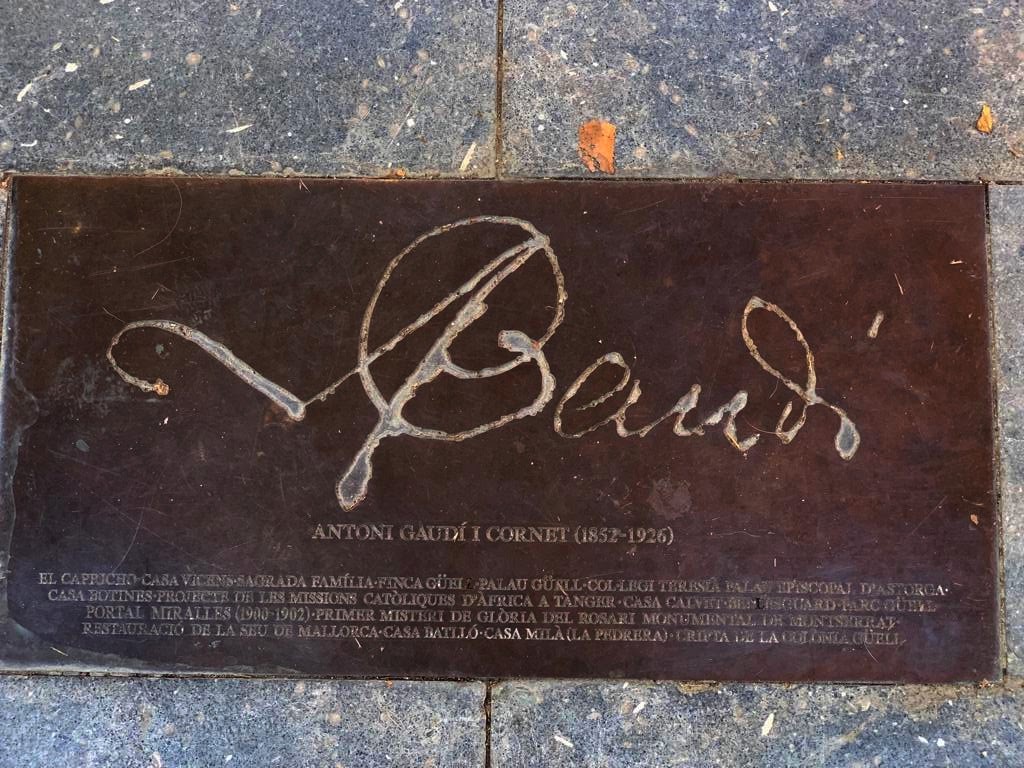 Gaudí
ANTONI GAUDÍ I CORNET (1852-1926)
EL CAPRICHO·CASA VICENS·SAGRADA FAMÍLIA·FINCA GÜELL·PALAU GÜELL·COL·LEGI TERESIÀ PALAU EPISCOPAL D'ASTORGA·
CASA BOTINES·PROJECTE DE LES MISSIONS CATÒLIQUES D'ÀFRICA A TÀNGER·CASA CALVET·BELLESGUARD·PARC GÜELL
PORTAL MIRALLES (1900-1902)·PRIMER MISTERI DE GLÒRIA DEL ROSARI MONUMENTAL DE MONTSERRAT·
RESTAURACIÓ DE LA SEU DE MALLORCA·CASA BATLLÓ·CASA MILÀ (LA PEDRERA)·CRIPTA DE LA COLÒNIA GÜELL